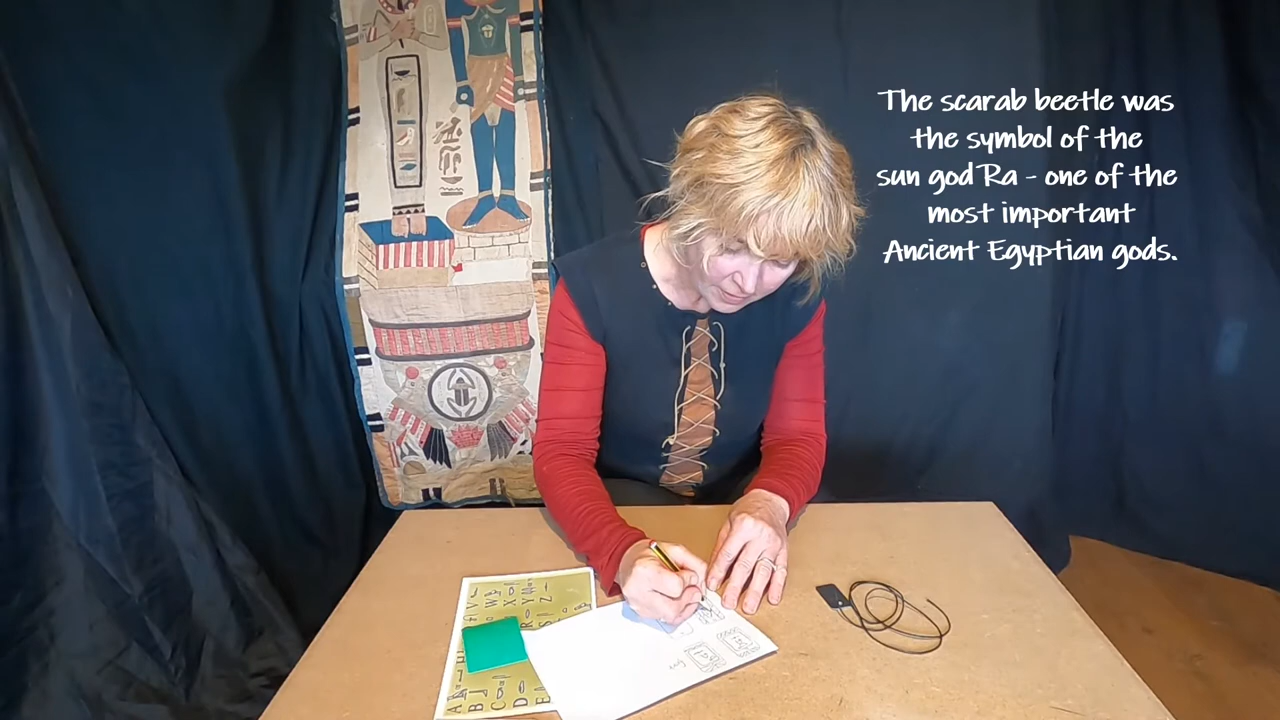 The scarab beetle was
the symbol of the
sun god Ra - one of the
most important
Ancient Egyptian gods.
V
W
X
Y
Z
R
S
A
B
C
D
E